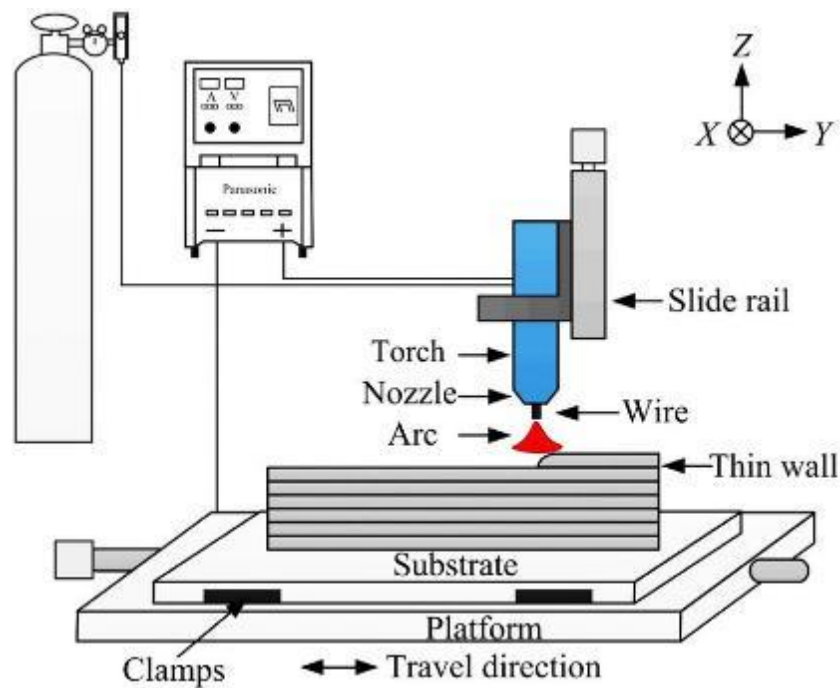 Z
X
Y
A V
Panasonic
− +
Slide rail
Torch
Nozzle
Wire
Arc
Thin wall
Substrate
Platform
Clamps
Travel direction